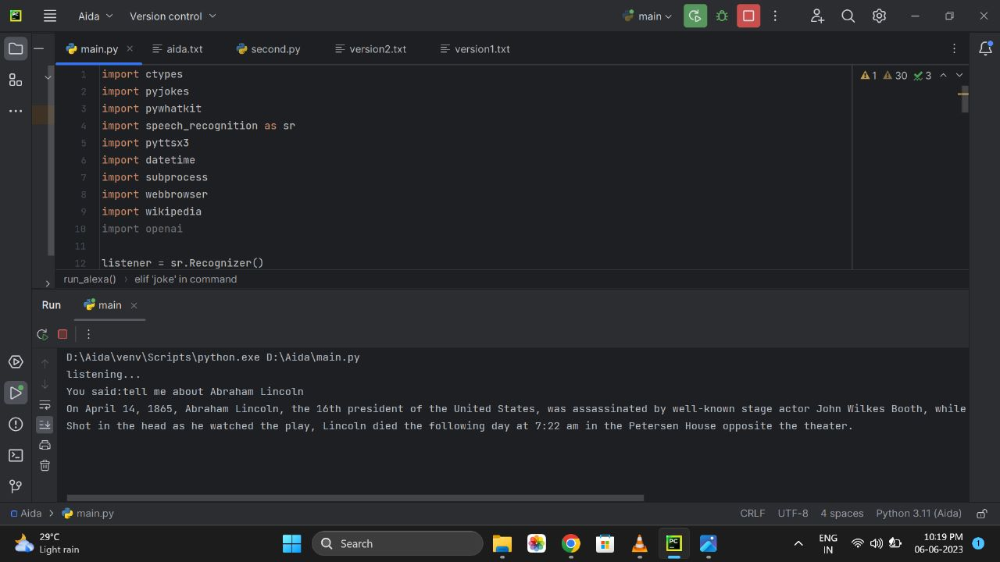 PC Aida Version control main
main.py aida.txt second.py version2.txt version1.txt
1 import ctypes
1 30 3
2 import pyjokes
3 import pywhatkit
4 import speech_recognition as sr
5 import pyttsx3
6 import datetime
7 import subprocess
8 import webbrowser
9 import wikipedia
10 import openai
11
12 listener = sr.Recognizer()
run_alexa() elif 'joke' in command
Run main
D:\Aida\venv\Scripts\python.exe D:\Aida\main.py
listening...
You said:tell me about Abraham Lincoln
On April 14, 1865, Abraham Lincoln, the 16th president of the United States, was assassinated by well-known stage actor John Wilkes Booth, while
Shot in the head as he watched the play, Lincoln died the following day at 7:22 am in the Petersen House opposite the theater.
Aida main.py CRLF UTF-8 4 spaces Python 3.11 (Aida)
29°C
Light rain
Search
PC
ENG
IN
10:19 PM
06-06-2023
1